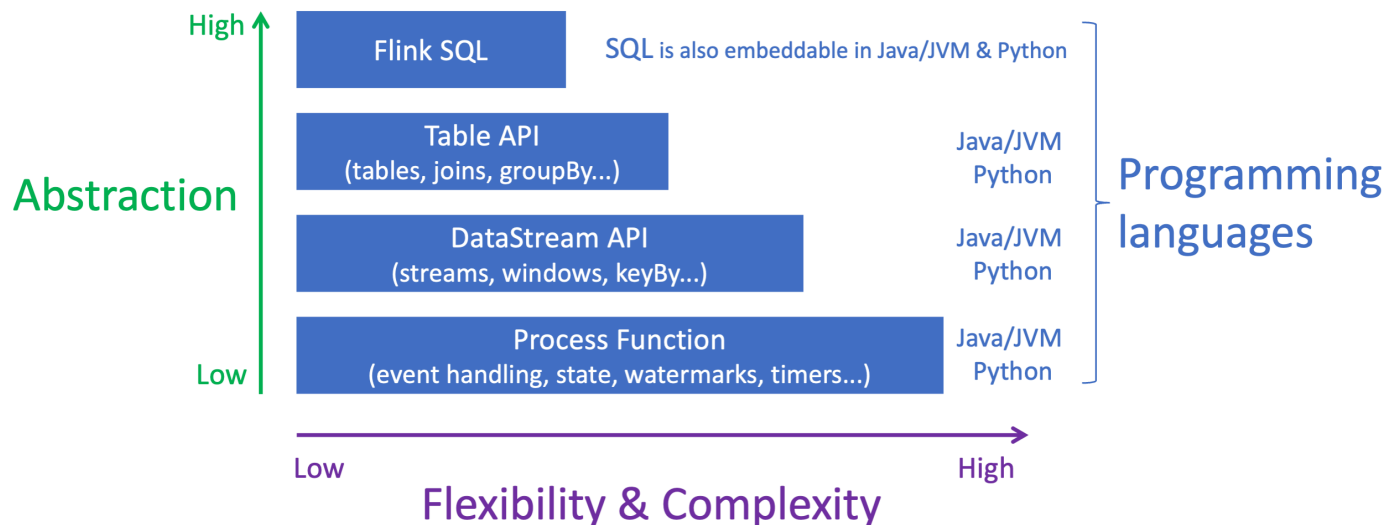 High
Flink SQL
SQL is also embeddable in Java/JVM & Python
Table API
(tables, joins, groupBy...)
Java/JVM
Python
Abstraction
Programming
languages
DataStream API
(streams, windows, keyBy...)
Java/JVM
Python
Process Function
(event handling, state, watermarks, timers...)
Java/JVM
Python
Low
Low
High
Flexibility & Complexity